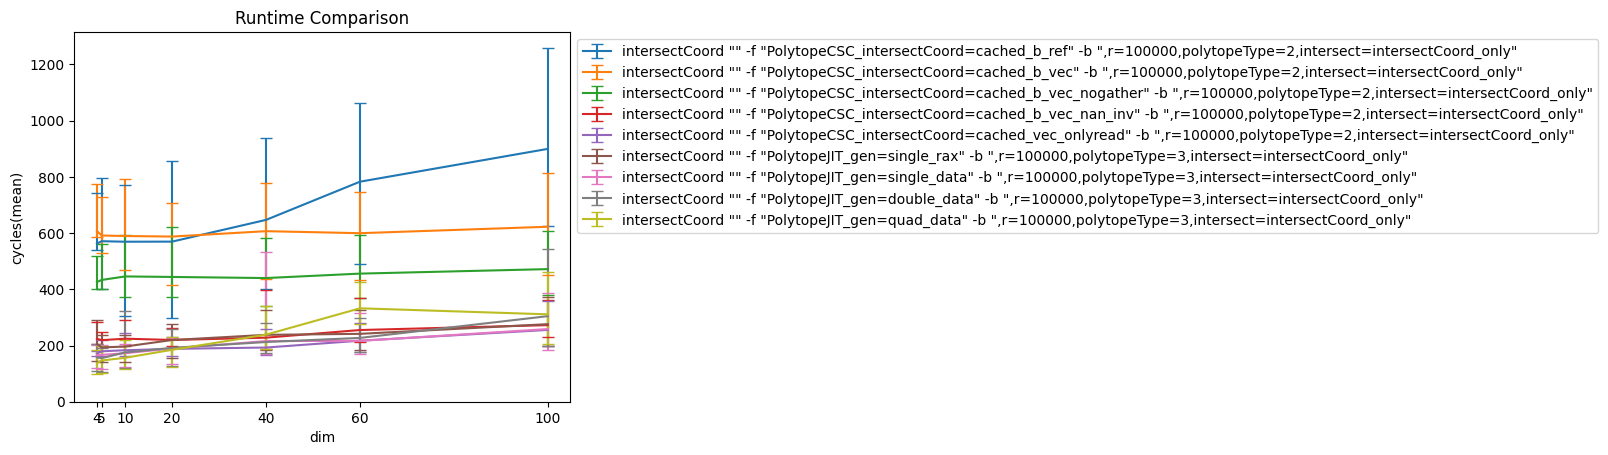 Runtime Comparison
cycles(mean)
1200
1000
800
600
400
200
0
4 5 10 20 40 60 100
dim
intersectCoord "" -f "PolytopeCSC_intersectCoord=cached_b_ref" -b ",r=100000,polytopeType=2,intersect=intersectCoord_only"
intersectCoord "" -f "PolytopeCSC_intersectCoord=cached_b_vec" -b ",r=100000,polytopeType=2,intersect=intersectCoord_only"
intersectCoord "" -f "PolytopeCSC_intersectCoord=cached_b_vec_nogather" -b ",r=100000,polytopeType=2,intersect=intersectCoord_only"
intersectCoord "" -f "PolytopeCSC_intersectCoord=cached_b_vec_nan_inv" -b ",r=100000,polytopeType=2,intersect=intersectCoord_only"
intersectCoord "" -f "PolytopeCSC_intersectCoord=cached_vec_onlyread" -b ",r=100000,polytopeType=2,intersect=intersectCoord_only"
intersectCoord "" -f "PolytopeJIT_gen=single_rax" -b ",r=100000,polytopeType=3,intersect=intersectCoord_only"
intersectCoord "" -f "PolytopeJIT_gen=single_data" -b ",r=100000,polytopeType=3,intersect=intersectCoord_only"
intersectCoord "" -f "PolytopeJIT_gen=double_data" -b ",r=100000,polytopeType=3,intersect=intersectCoord_only"
intersectCoord "" -f "PolytopeJIT_gen=quad_data" -b ",r=100000,polytopeType=3,intersect=intersectCoord_only"